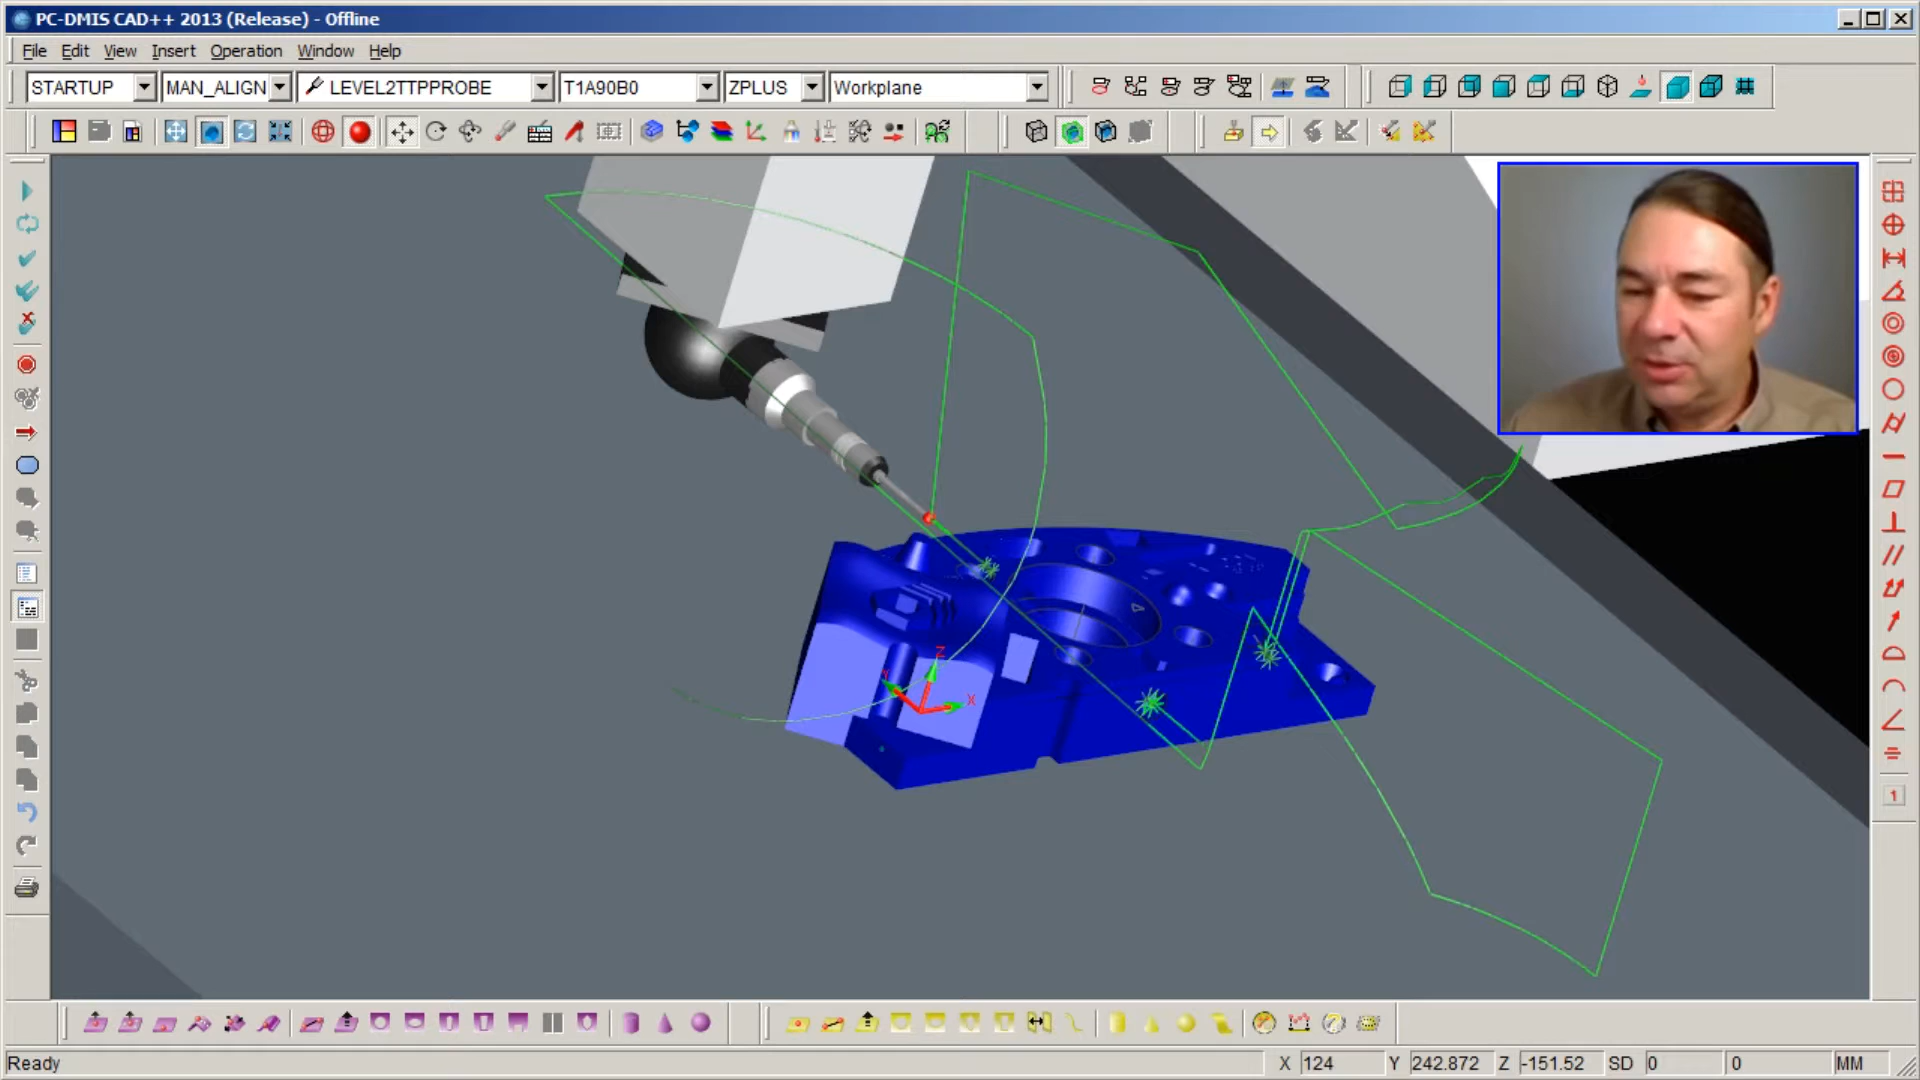 PC-DMIS CAD++ 2013 (Release) - Offline
File Edit View Insert Operation Window Help
STARTUP MAN_ALIGN LEVEL2TTPPROBE T1A90B0 ZPLUS Workplane
Z
Y
X
1
Ready X 124 Y 242.872 Z -151.52 SD 0 0 MM